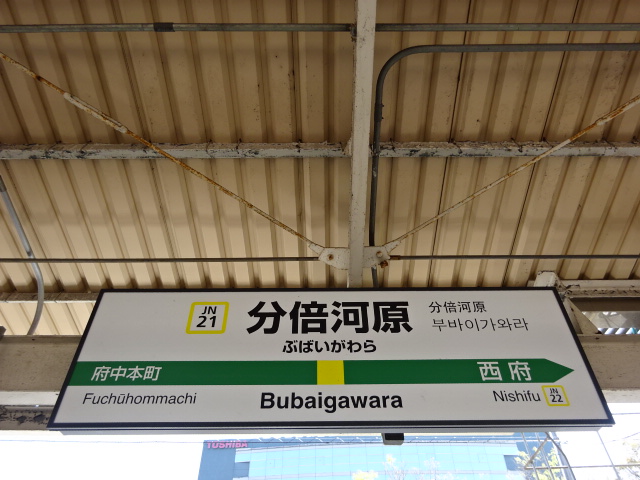 JN
21
分倍河原
ぶばいがわら
分倍河原
부바이가와라
府中本町
西府
Fuchūhommachi
Bubaigawara
Nishifu
JN
22
TOSHIBA